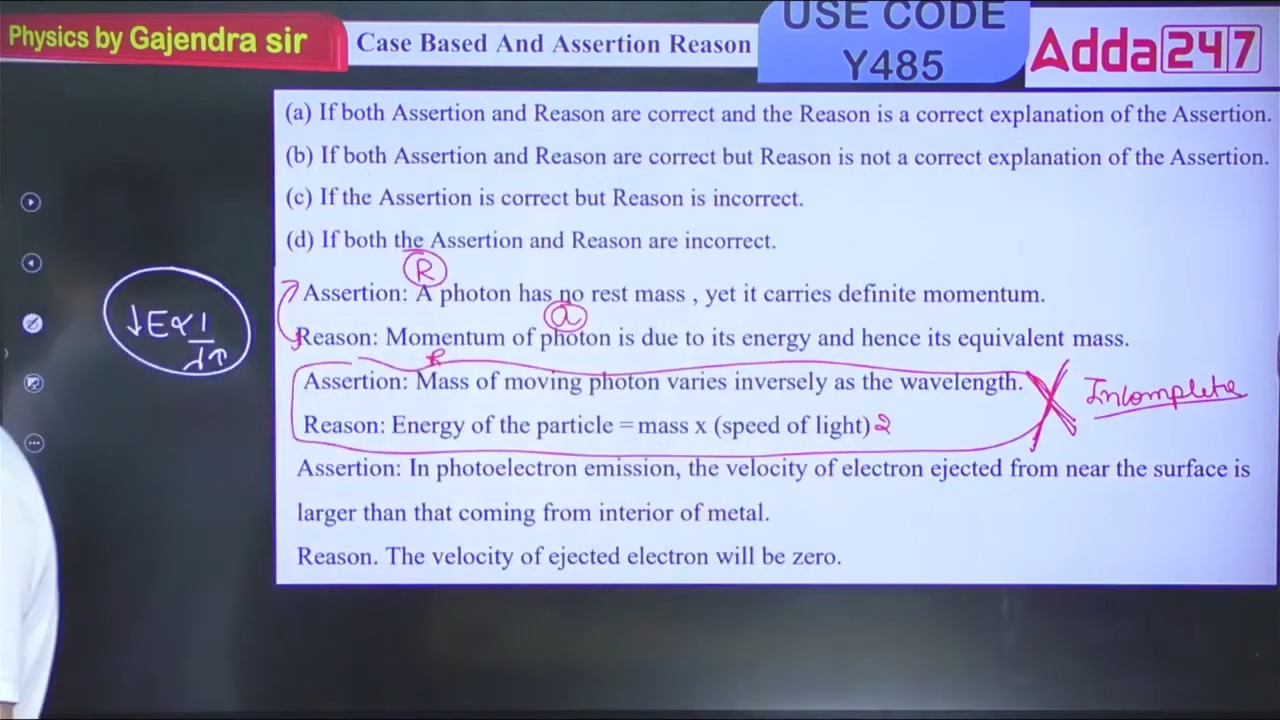 Physics by Gajendra sir
Case Based And Assertion Reason
USE CODE
Y485
Adda247
(a) If both Assertion and Reason are correct and the Reason is a correct explanation of the Assertion.
(b) If both Assertion and Reason are correct but Reason is not a correct explanation of the Assertion.
(c) If the Assertion is correct but Reason is incorrect.
(d) If both the Assertion and Reason are incorrect.
R
Assertion: A photon has no rest mass , yet it carries definite momentum.
a
Reason: Momentum of photon is due to its energy and hence its equivalent mass.
↓E∝1/λ↑
Assertion: Mass of moving photon varies inversely as the wavelength.
Incomplete
Reason: Energy of the particle = mass x (speed of light) 2
Assertion: In photoelectron emission, the velocity of electron ejected from near the surface is
larger than that coming from interior of metal.
Reason. The velocity of ejected electron will be zero.